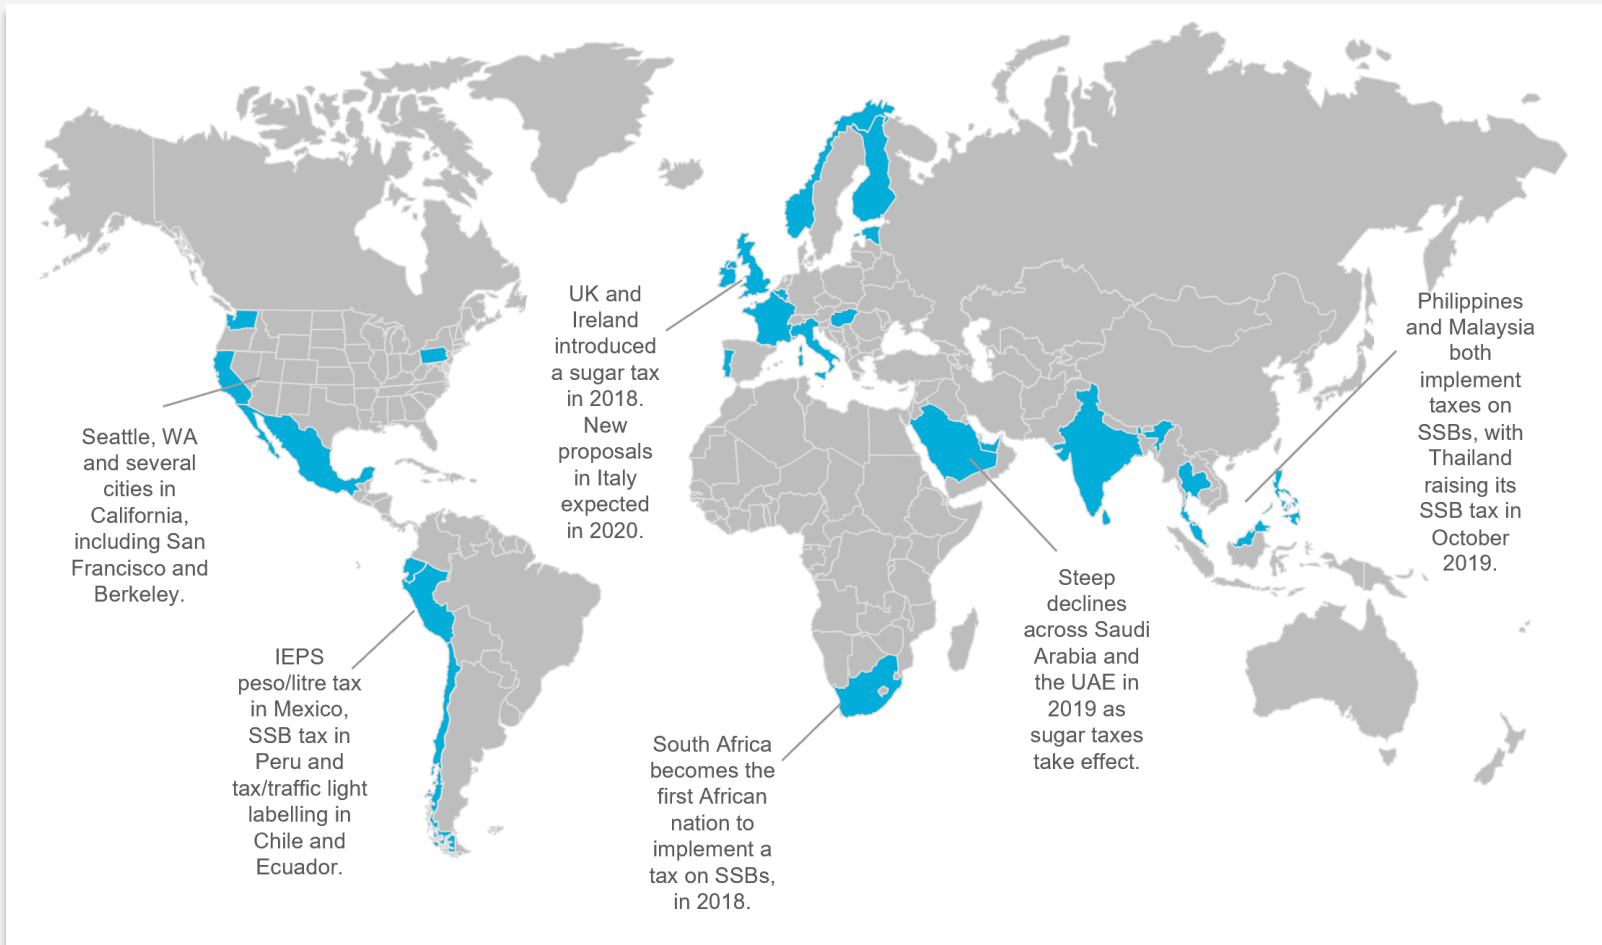 UK and
Ireland
introduced
a sugar tax
in 2018.
New
proposals
in Italy
expected
in 2020.
Philippines
and Malaysia
both
implement
taxes on
SSBs, with
Thailand
raising its
SSB tax in
October
2019.
Seattle, WA
and several
cities in
California,
including San
Francisco and
Berkeley.
Steep
declines
across Saudi
Arabia and
the UAE in
2019 as
sugar taxes
take effect.
IEPS
peso/litre tax
in Mexico,
SSB tax in
Peru and
tax/traffic light
labelling in
Chile and
Ecuador.
South Africa
becomes the
first African
nation to
implement a
tax on SSBs,
in 2018.